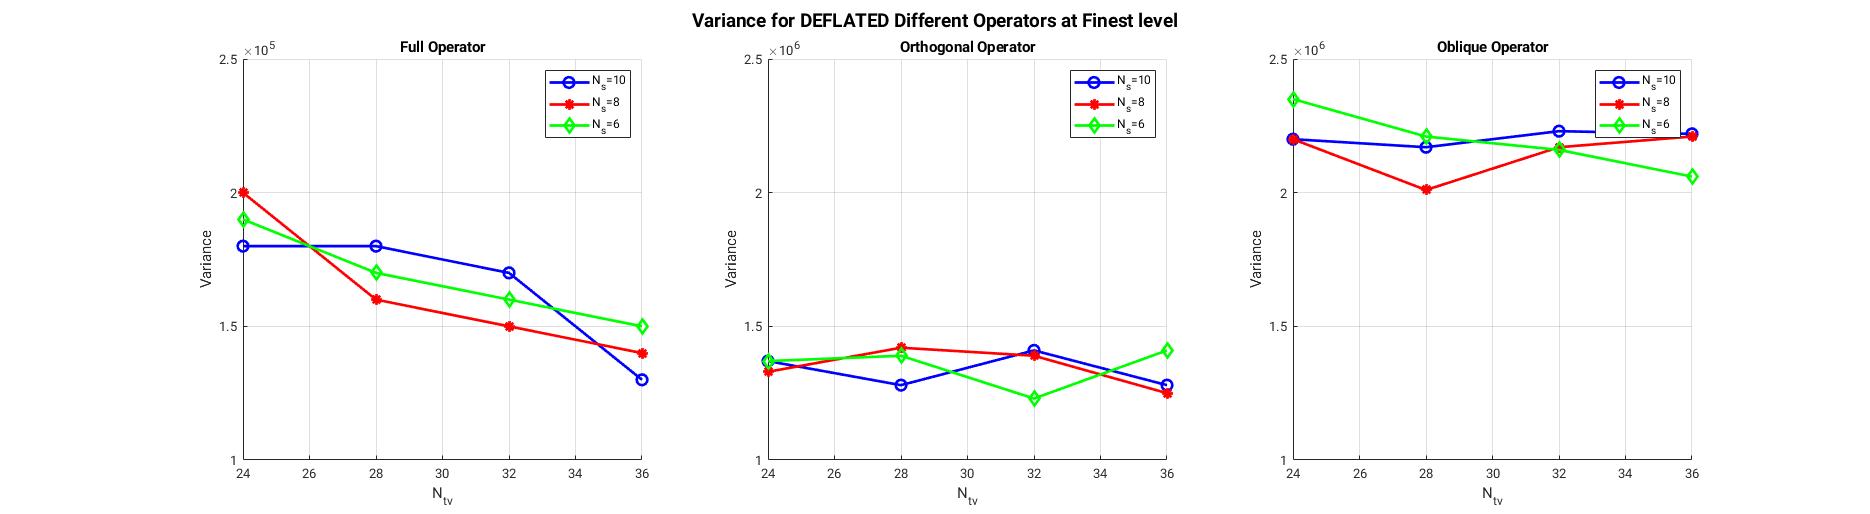 Variance for DEFLATED Different Operators at Finest level
Full Operator
×10^5
2.5
2
1.5
1
Variance
24 26 28 30 32 34 36
N_tv
N_s=10
N_s=8
N_s=6
Orthogonal Operator
×10^6
2.5
2
1.5
1
Variance
24 26 28 30 32 34 36
N_tv
N_s=10
N_s=8
N_s=6
Oblique Operator
×10^6
2.5
2
1.5
1
Variance
24 26 28 30 32 34 36
N_tv
N_s=10
N_s=8
N_s=6